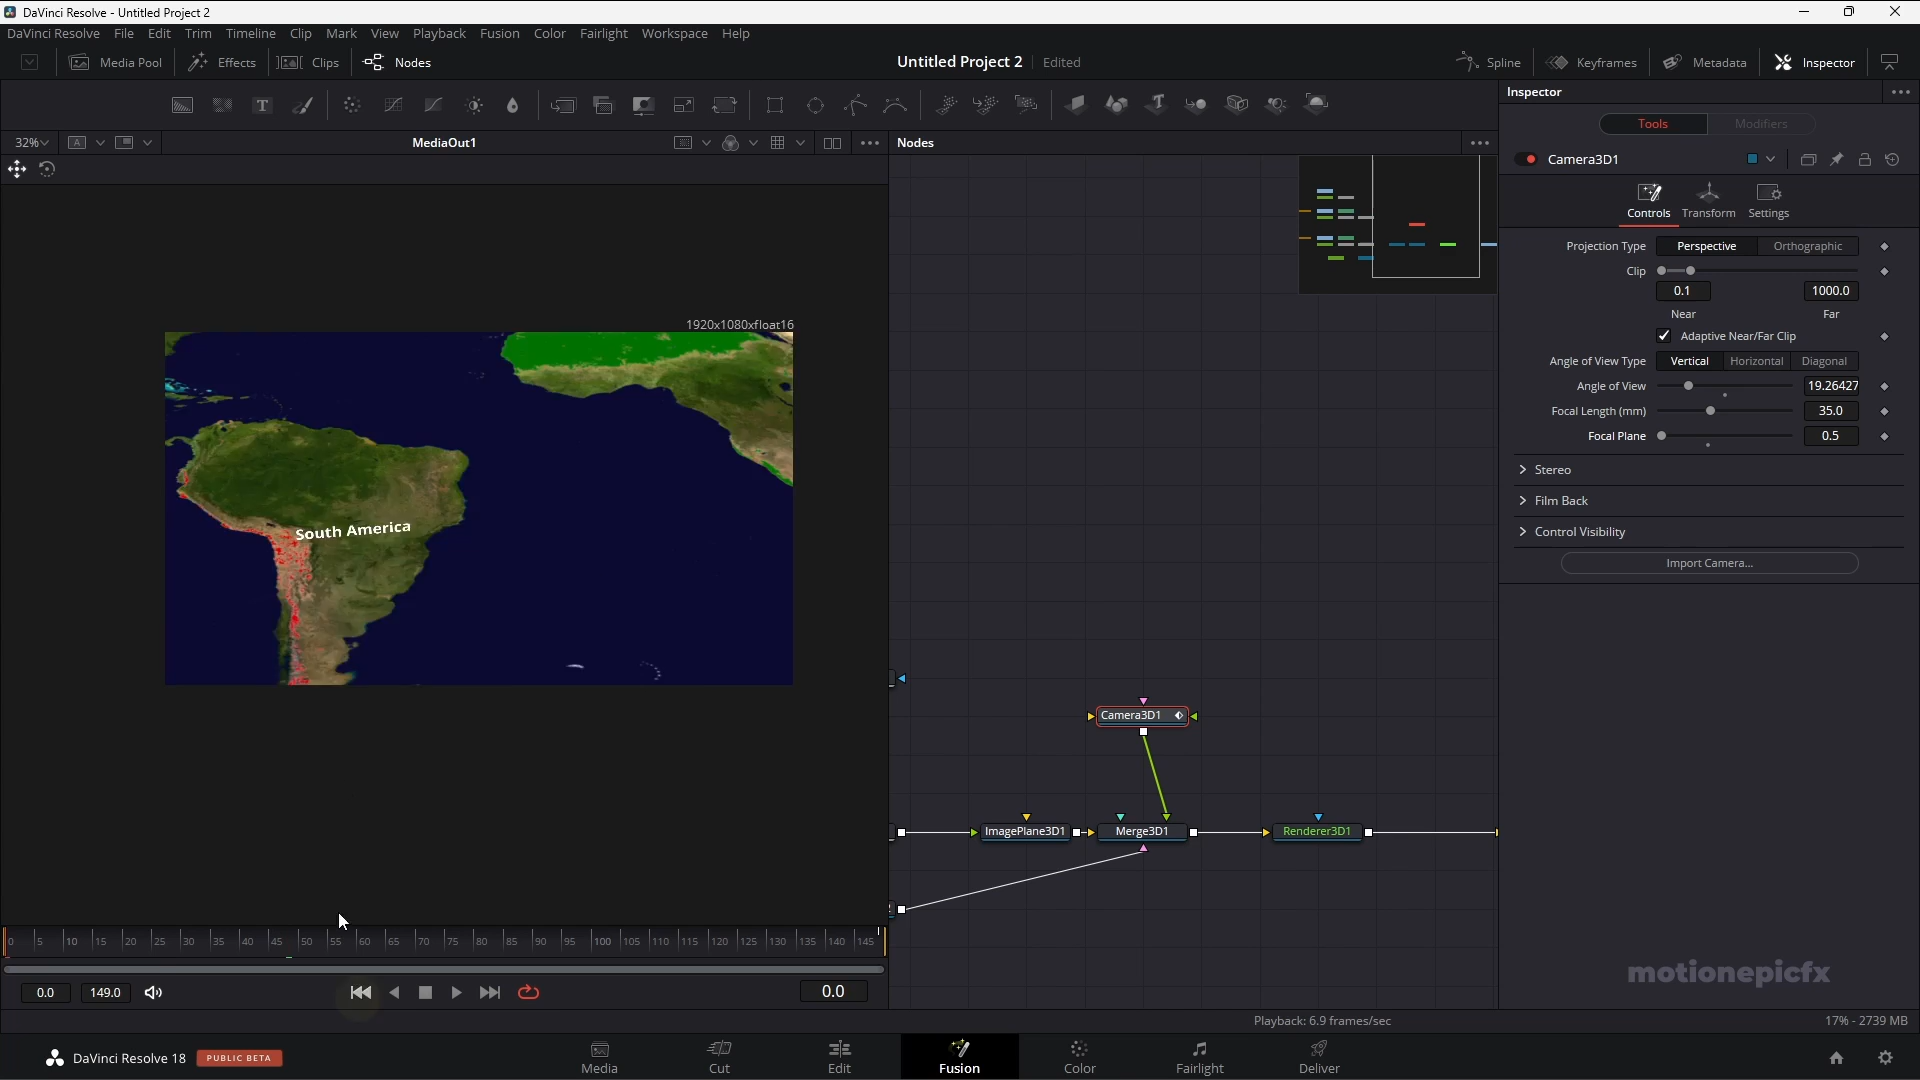 DaVinci Resolve - Untitled Project 2
DaVinci Resolve File Edit Trim Timeline Clip Mark View Playback Fusion Color Fairlight Workspace Help
Media Pool Effects Clips Nodes Untitled Project 2 Edited Spline Keyframes Metadata Inspector
Inspector
Tools Modifiers
32% A MediaOut1 Nodes
Camera3D1
Controls Transform Settings
Projection Type Perspective Orthographic
Clip
0.1 1000.0
Near Far
Adaptive Near/Far Clip
Angle of View Type Vertical Horizontal Diagonal
Angle of View 19.26427
Focal Length (mm) 35.0
Focal Plane 0.5
Stereo
Film Back
Control Visibility
Import Camera...
1920x1080xfloat16
South America
Camera3D1
ImagePlane3D1 Merge3D1 Renderer3D1
0 5 10 15 20 25 30 35 40 45 50 55 60 65 70 75 80 85 90 95 100 105 110 115 120 125 130 135 140 145
motionepicfx
0.0 149.0 0.0
Playback: 6.9 frames/sec 17% - 2739 MB
DaVinci Resolve 18 PUBLIC BETA Media Cut Edit Fusion Color Fairlight Deliver